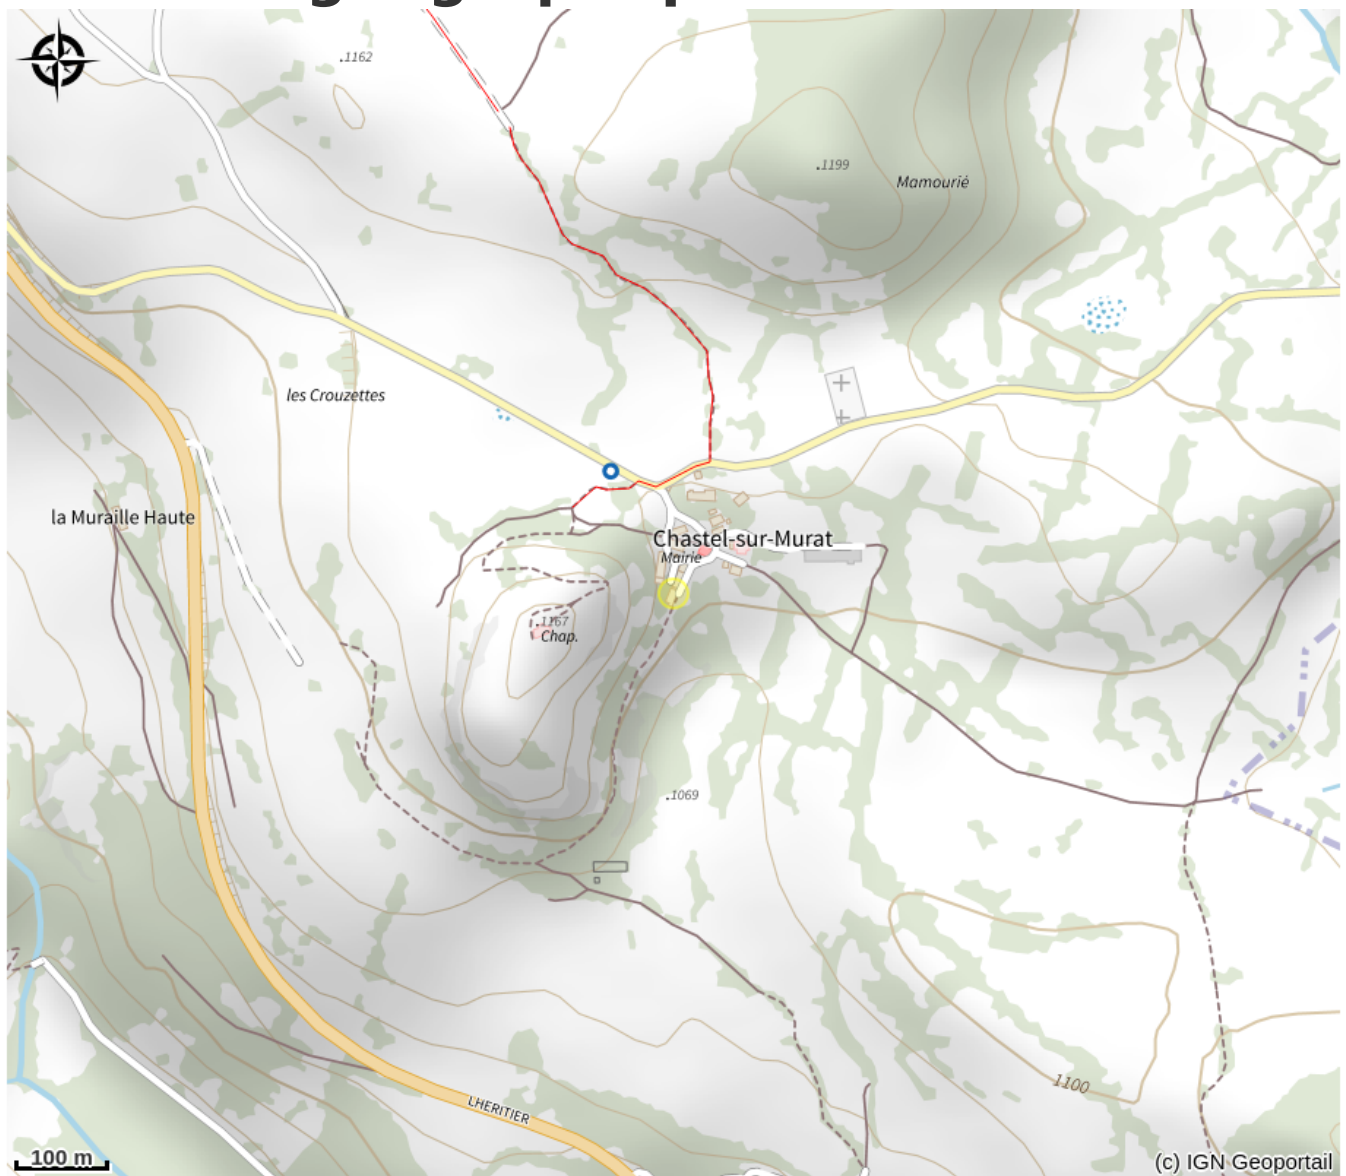 .1162
.1199
Mamourié
les Crouzettes
la Muraille Haute
Chastel-sur-Murat
Mairie
.1167
Chap.
.1069
1100
LHERITIER
100 m
(c) IGN Geoportail